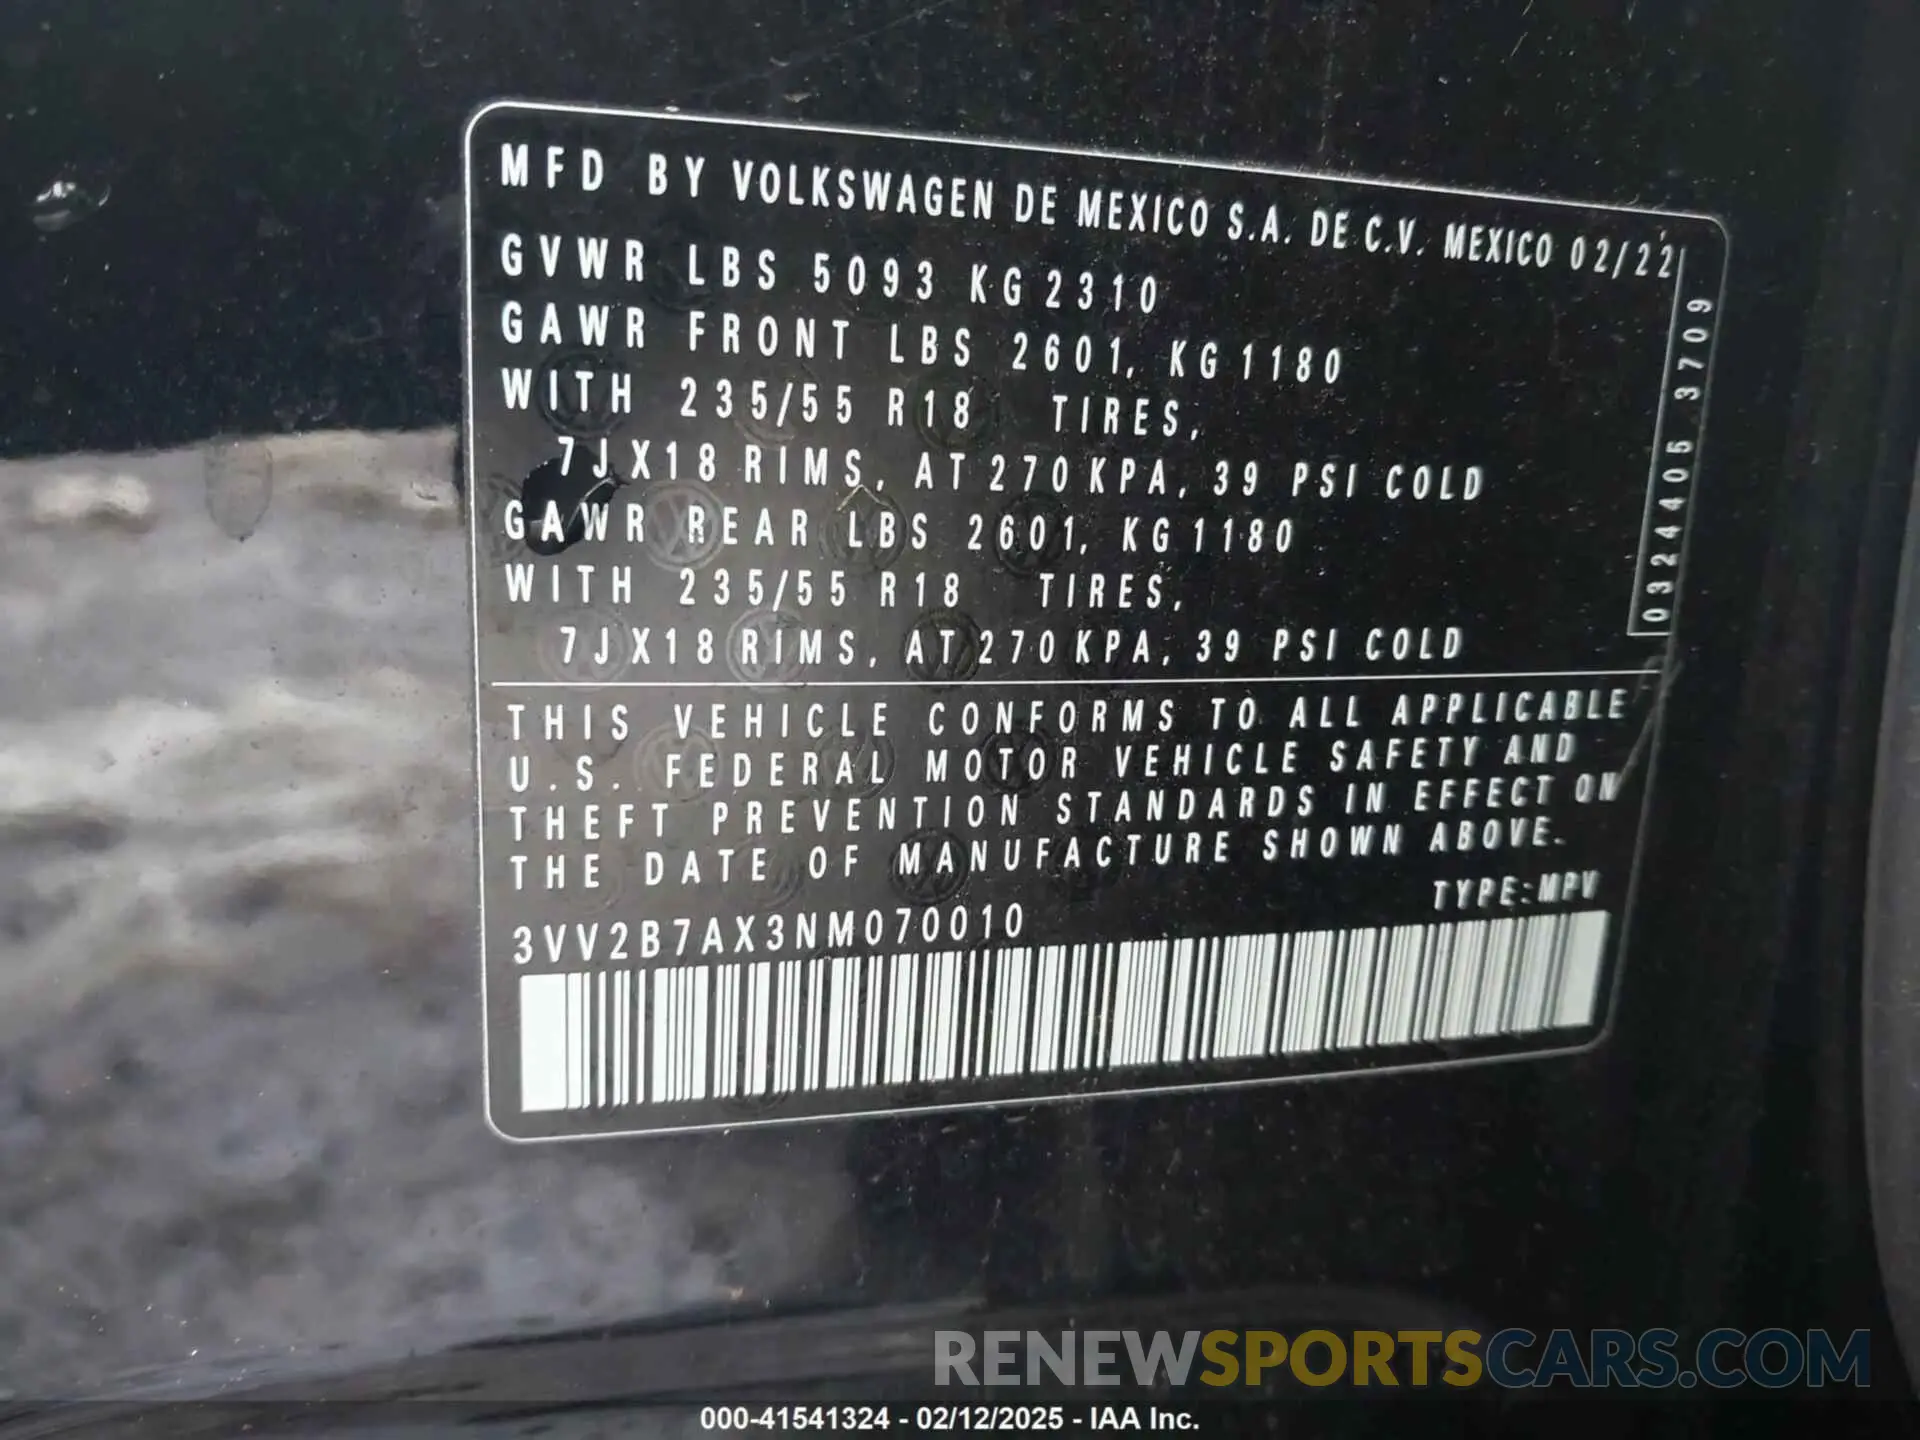 MFD BY VOLKSWAGEN DE MEXICO S.A. DE C.V. MEXICO 02/22
GVWR LBS 5093 KG 2310
GAWR FRONT LBS 2601, KG 1180
WITH 235/55 R18 TIRES,
7JX18 RIMS, AT 270 KPA, 39 PSI COLD
GAWR REAR LBS 2601, KG 1180
WITH 235/55 R18 TIRES,
7JX18 RIMS, AT 270 KPA, 39 PSI COLD
0324405 3709
THIS VEHICLE CONFORMS TO ALL APPLICABLE
U.S. FEDERAL MOTOR VEHICLE SAFETY AND
THEFT PREVENTION STANDARDS IN EFFECT ON
THE DATE OF MANUFACTURE SHOWN ABOVE.
TYPE:MPV
3VV2B7AX3NM070010
RENEWSPORTSCARS.COM
000-41541324 - 02/12/2025 - IAA Inc.